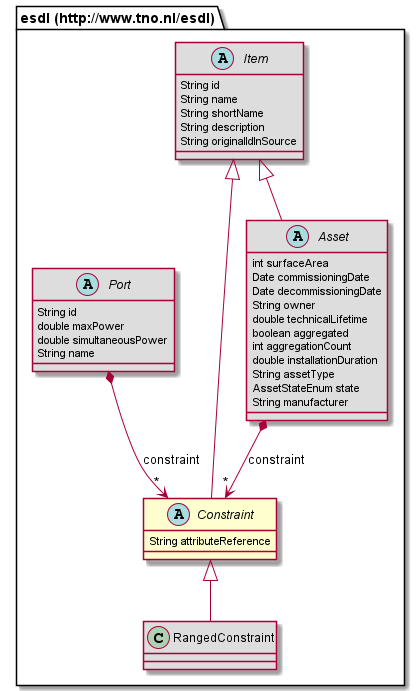 esdl (http://www.tno.nl/esdl)
A Item
String id
String name
String shortName
String description
String originalIdInSource
A Asset
int surfaceArea
Date commissioningDate
Date decommissioningDate
String owner
double technicalLifetime
boolean aggregated
int aggregationCount
double installationDuration
String assetType
AssetStateEnum state
String manufacturer
A Port
String id
double maxPower
double simultaneousPower
String name
constraint
*
constraint
*
A Constraint
String attributeReference
C RangedConstraint